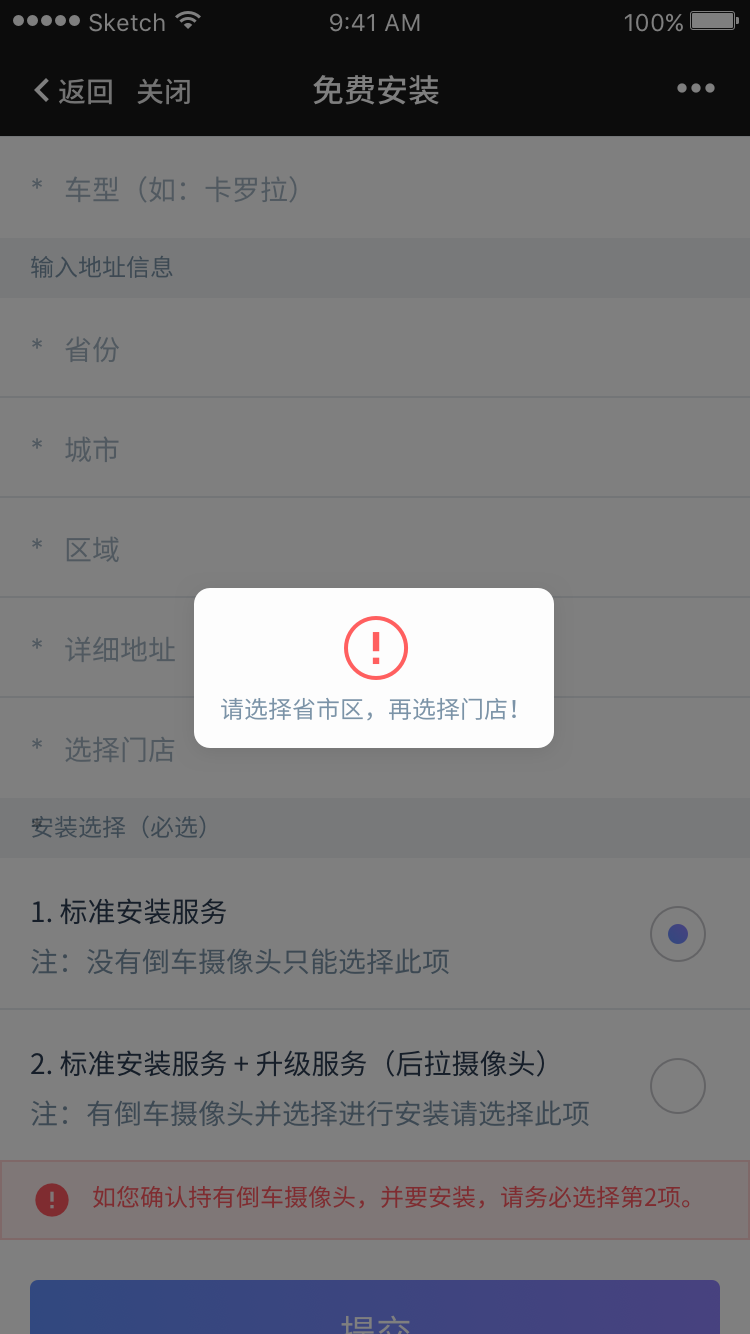 Sketch 9:41 AM 100%
返回 关闭 免费安装
* 车型（如：卡罗拉）
输入地址信息
* 省份
* 城市
* 区域
* 详细地址
请选择省市区，再选择门店！
* 选择门店
*安装选择（必选）
1. 标准安装服务
注：没有倒车摄像头只能选择此项
2. 标准安装服务 + 升级服务（后拉摄像头）
注：有倒车摄像头并选择进行安装请选择此项
如您确认持有倒车摄像头，并要安装，请务必选择第2项。
提交